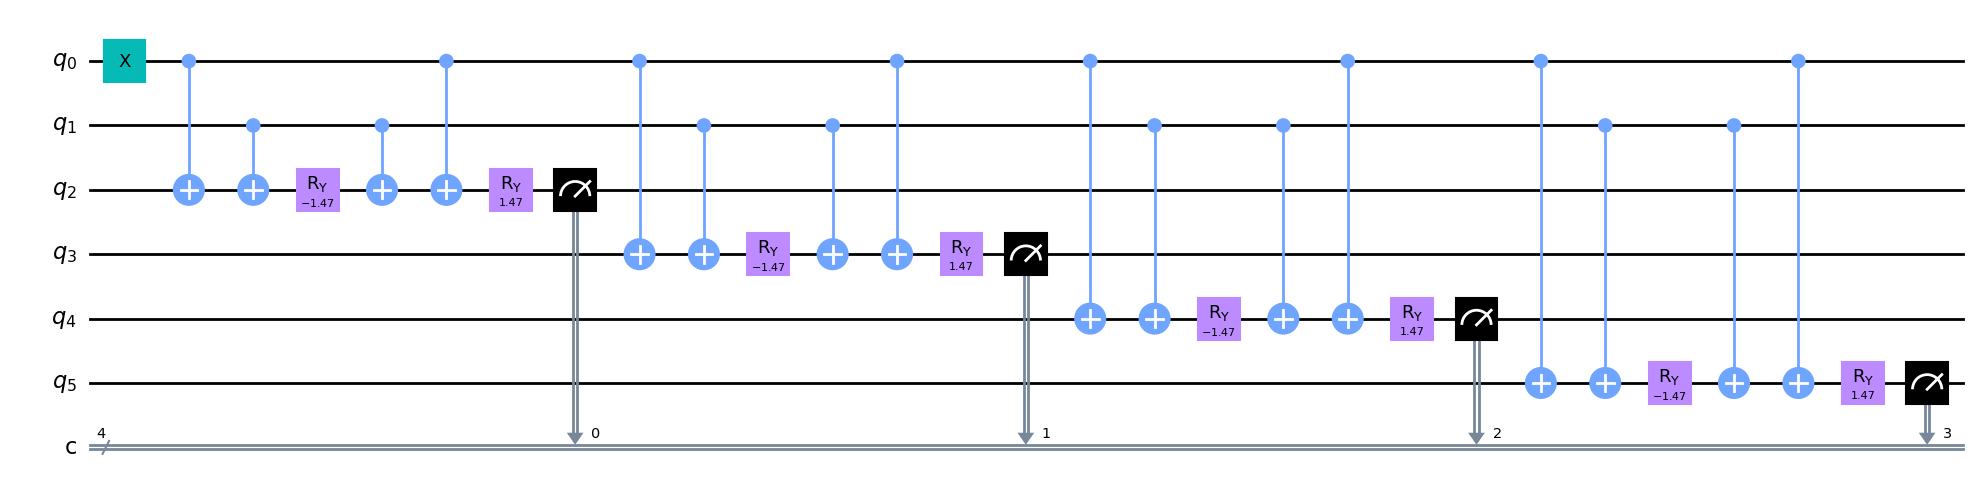 q0 X
q1
q2 RY −1.47 RY 1.47
q3 RY −1.47 RY 1.47
q4 RY −1.47 RY 1.47
q5 RY −1.47 RY 1.47
c 4 0 1 2 3